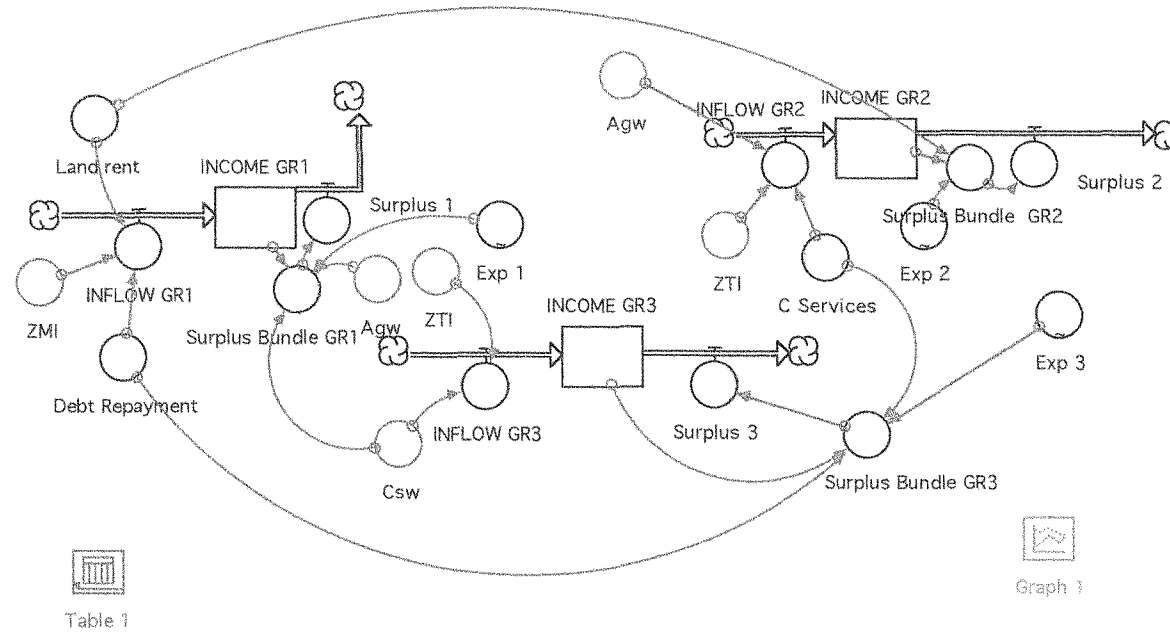 INCOME GR2
INFLOW GR2
Agw
Land rent
INCOME GR1
Surplus 2
Surplus 1
Surplus Bundle GR2
Exp 1
Exp 2
ZTI
INFLOW GR1
C Services
INCOME GR3
ZMI
Surplus Bundle GR1
Agw
ZTI
Exp 3
Debt Repayment
INFLOW GR3
Surplus 3
Surplus Bundle GR3
Csw
Graph 1
Table 1